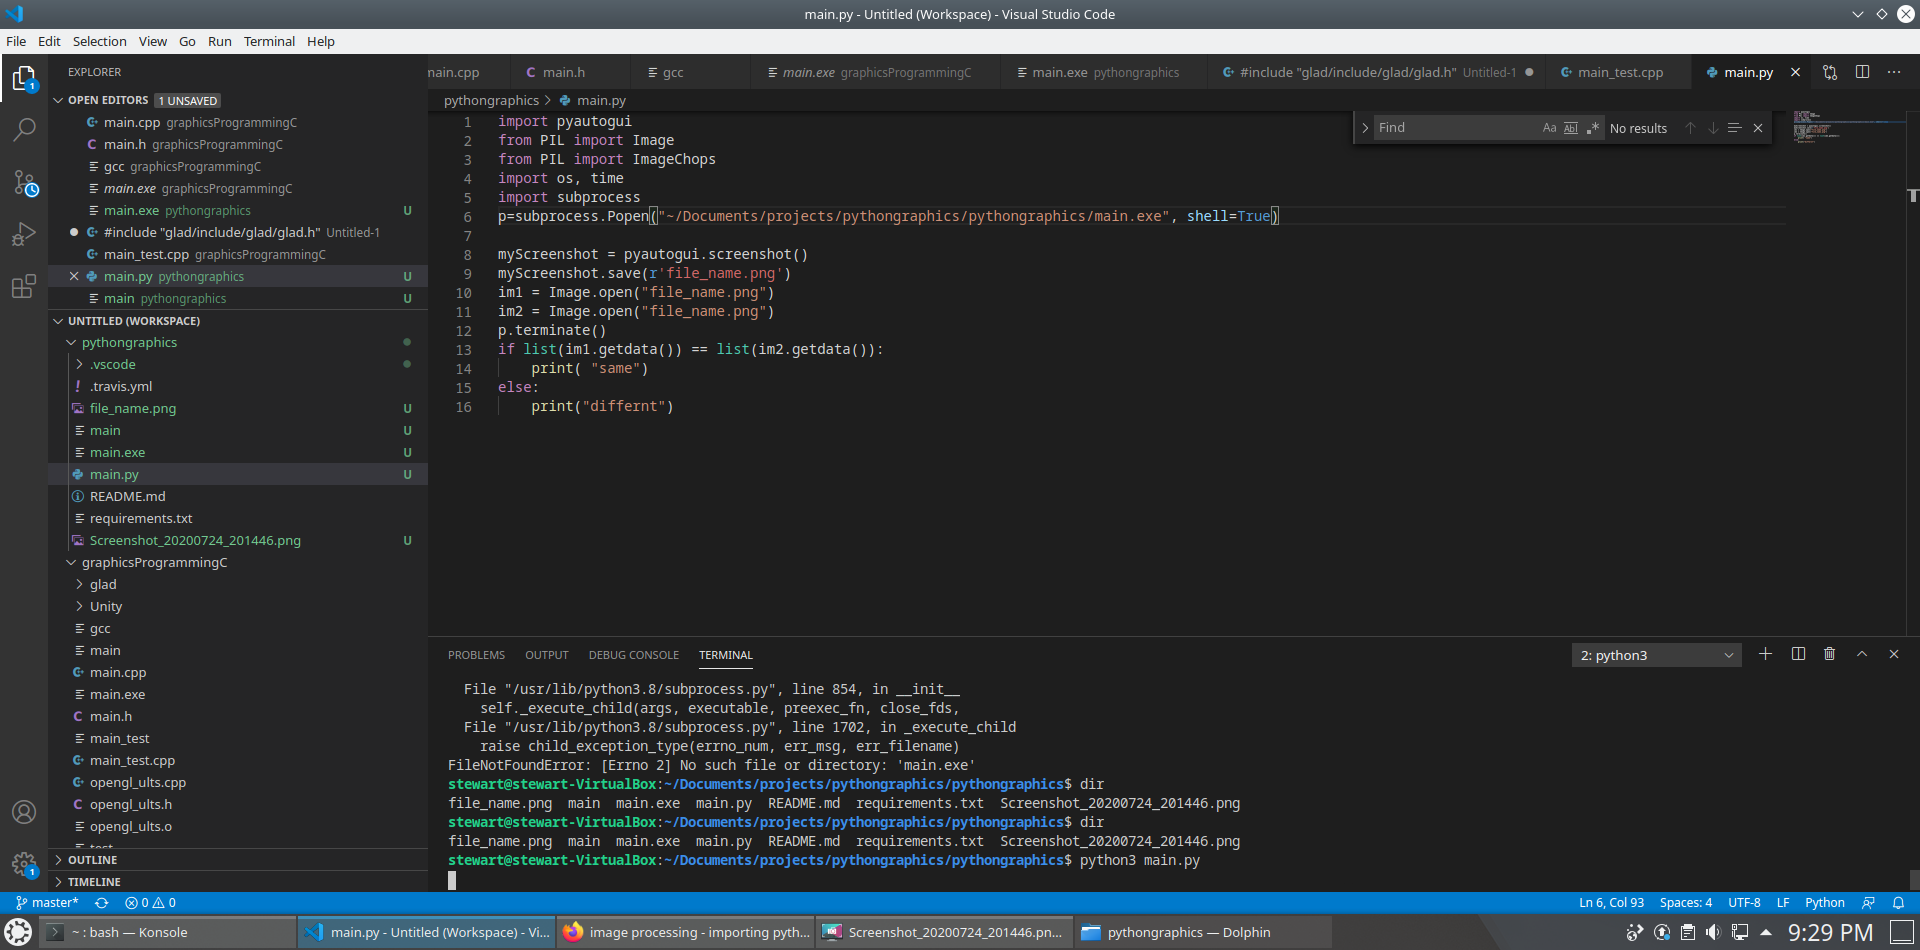 main.py - Untitled (Workspace) - Visual Studio Code
File Edit Selection View Go Run Terminal Help
EXPLORER
OPEN EDITORS 1 UNSAVED
main.cpp graphicsProgrammingC
main.h graphicsProgrammingC
gcc graphicsProgrammingC
main.exe graphicsProgrammingC
main.exe pythongraphics U
#include "glad/include/glad/glad.h" Untitled-1
main_test.cpp graphicsProgrammingC
main.py pythongraphics U
main pythongraphics U
UNTITLED (WORKSPACE)
pythongraphics
.vscode
.travis.yml
file_name.png U
main U
main.exe U
main.py U
README.md
requirements.txt
Screenshot_20200724_201446.png U
graphicsProgrammingC
glad
Unity
gcc
main
main.cpp
main.exe
main.h
main_test
main_test.cpp
opengl_ults.cpp
opengl_ults.h
opengl_ults.o
test
OUTLINE
TIMELINE
main.cpp main.h gcc main.exe graphicsProgrammingC main.exe pythongraphics #include "glad/include/glad/glad.h" Untitled-1 main_test.cpp main.py
pythongraphics > main.py
Find Aa Abl .* No results
1 import pyautogui
2 from PIL import Image
3 from PIL import ImageChops
4 import os, time
5 import subprocess
6 p=subprocess.Popen("~/Documents/projects/pythongraphics/pythongraphics/main.exe", shell=True)
7
8 myScreenshot = pyautogui.screenshot()
9 myScreenshot.save(r'file_name.png')
10 im1 = Image.open("file_name.png")
11 im2 = Image.open("file_name.png")
12 p.terminate()
13 if list(im1.getdata()) == list(im2.getdata()):
14 print( "same")
15 else:
16 print("differnt")
PROBLEMS OUTPUT DEBUG CONSOLE TERMINAL 2: python3
File "/usr/lib/python3.8/subprocess.py", line 854, in __init__
self._execute_child(args, executable, preexec_fn, close_fds,
File "/usr/lib/python3.8/subprocess.py", line 1702, in _execute_child
raise child_exception_type(errno_num, err_msg, err_filename)
FileNotFoundError: [Errno 2] No such file or directory: 'main.exe'
stewart@stewart-VirtualBox:~/Documents/projects/pythongraphics/pythongraphics$ dir
file_name.png main main.exe main.py README.md requirements.txt Screenshot_20200724_201446.png
stewart@stewart-VirtualBox:~/Documents/projects/pythongraphics/pythongraphics$ dir
file_name.png main main.exe main.py README.md requirements.txt Screenshot_20200724_201446.png
stewart@stewart-VirtualBox:~/Documents/projects/pythongraphics/pythongraphics$ python3 main.py
master* 0 0 Ln 6, Col 93 Spaces: 4 UTF-8 LF Python
~ : bash — Konsole main.py - Untitled (Workspace) - Vi... image processing - importing pyth... Screenshot_20200724_201446.pn... pythongraphics — Dolphin 9:29 PM